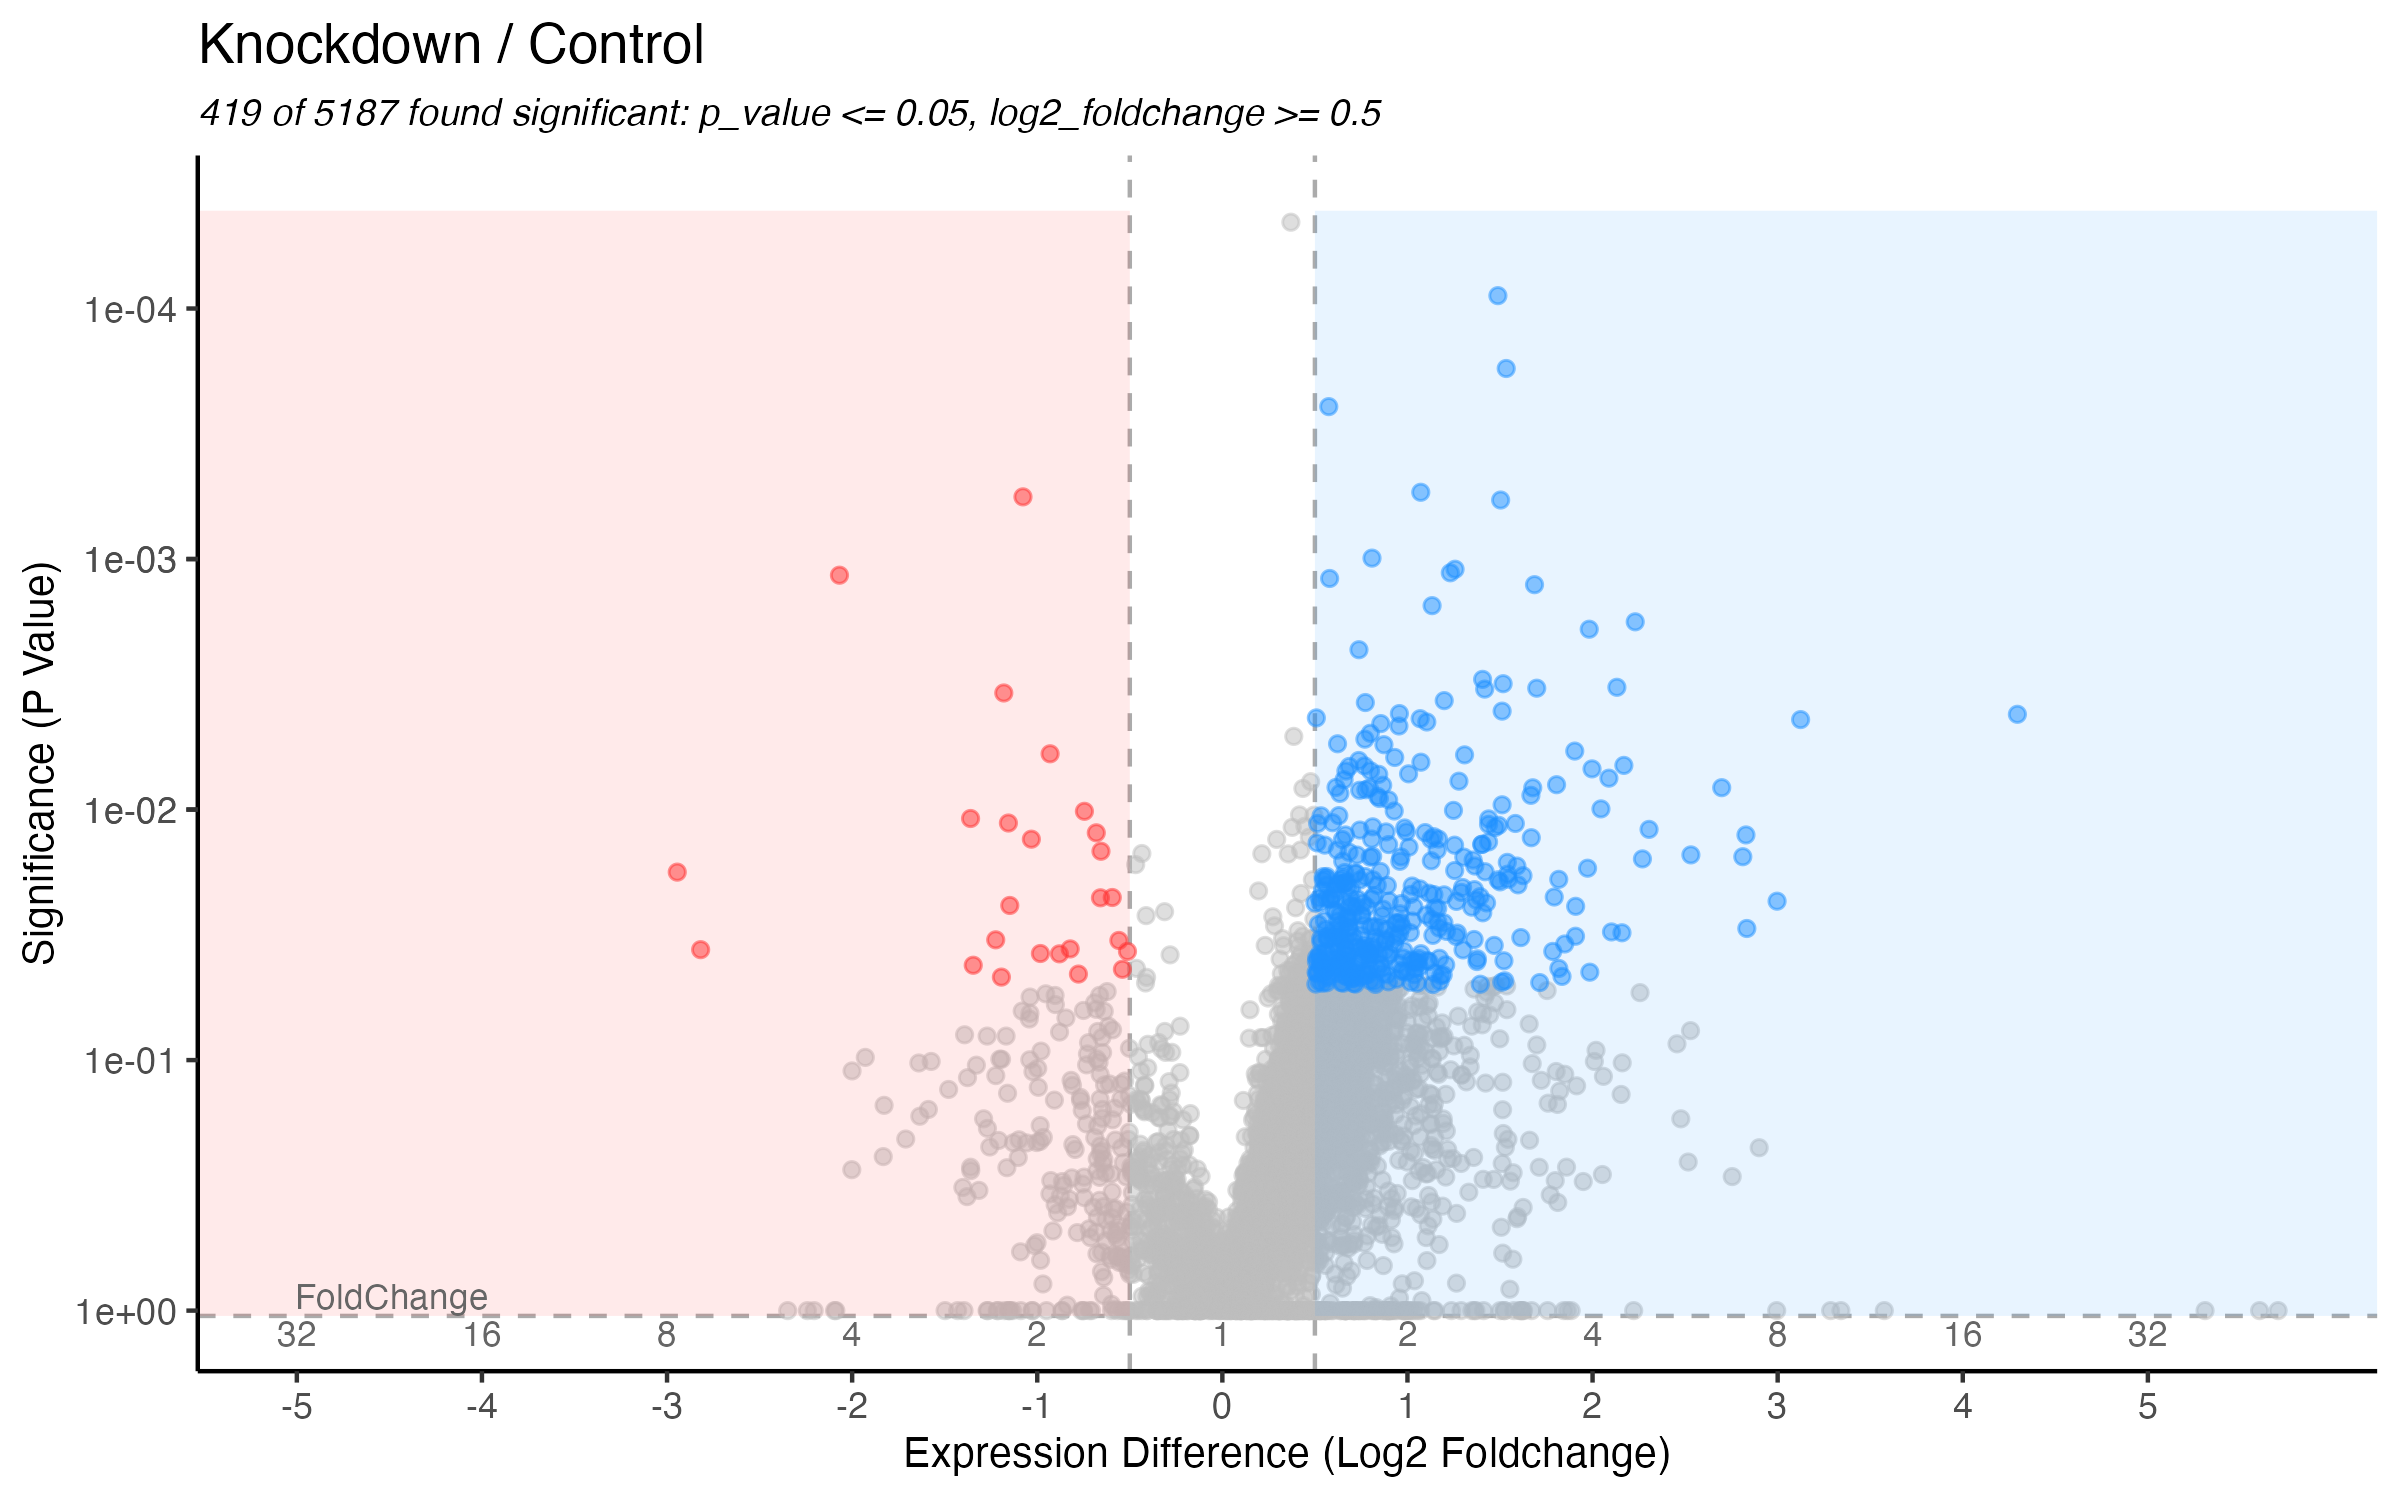 Knockdown / Control
419 of 5187 found significant: p_value <= 0.05, log2_foldchange >= 0.5
Significance (P Value)
1e-04
1e-03
1e-02
1e-01
1e+00
FoldChange
32 16 8 4 2 1 2 4 8 16 32
-5 -4 -3 -2 -1 0 1 2 3 4 5
Expression Difference (Log2 Foldchange)